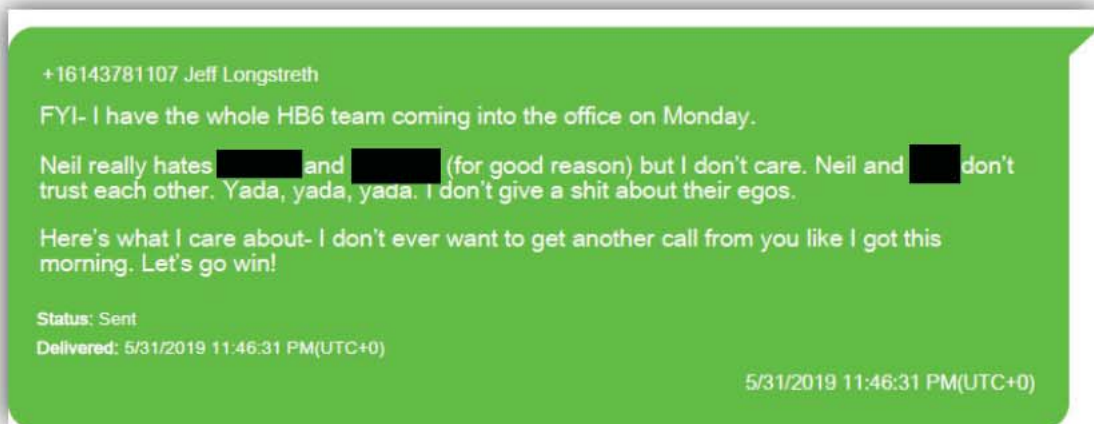 +16143781107 Jeff Longstreth
FYI- I have the whole HB6 team coming into the office on Monday.
Neil really hates and (for good reason) but I don't care. Neil and don't
trust each other. Yada, yada, yada. I don't give a shit about their egos.
Here's what I care about- I don't ever want to get another call from you like I got this
morning. Let's go win!
Status: Sent
Delivered: 5/31/2019 11:46:31 PM(UTC+0)
5/31/2019 11:46:31 PM(UTC+0)